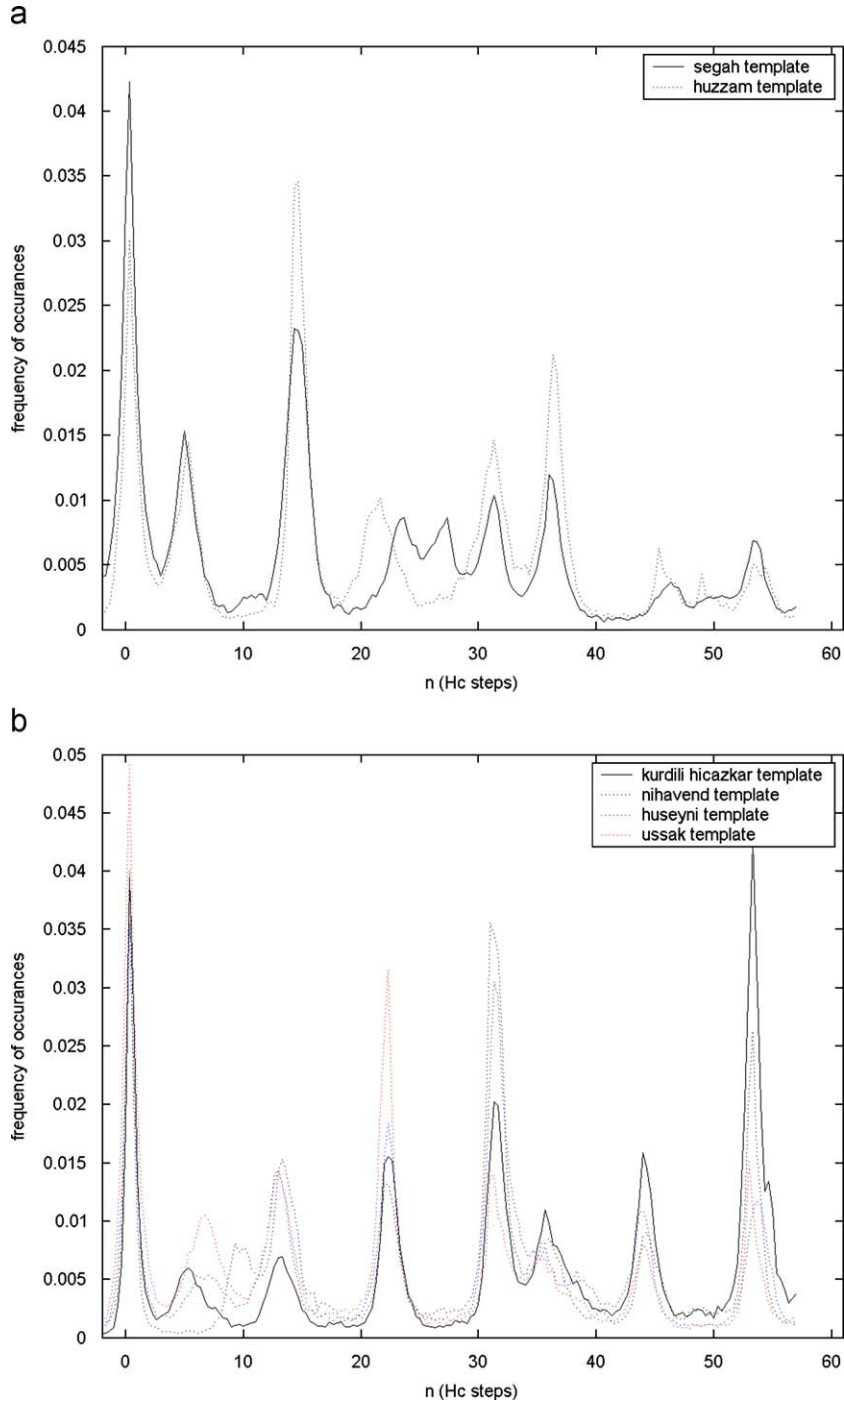 a
0.045
0.04
0.035
0.03
0.025
0.02
0.015
0.01
0.005
0
frequency of occurances
segah template
huzzam template
0 10 20 30 40 50 60
n (Hc steps)
b
0.05
0.045
0.04
0.035
0.03
0.025
0.02
0.015
0.01
0.005
0
frequency of occurances
kurdili hicazkar template
nihavend template
huseyni template
ussak template
0 10 20 30 40 50 60
n (Hc steps)